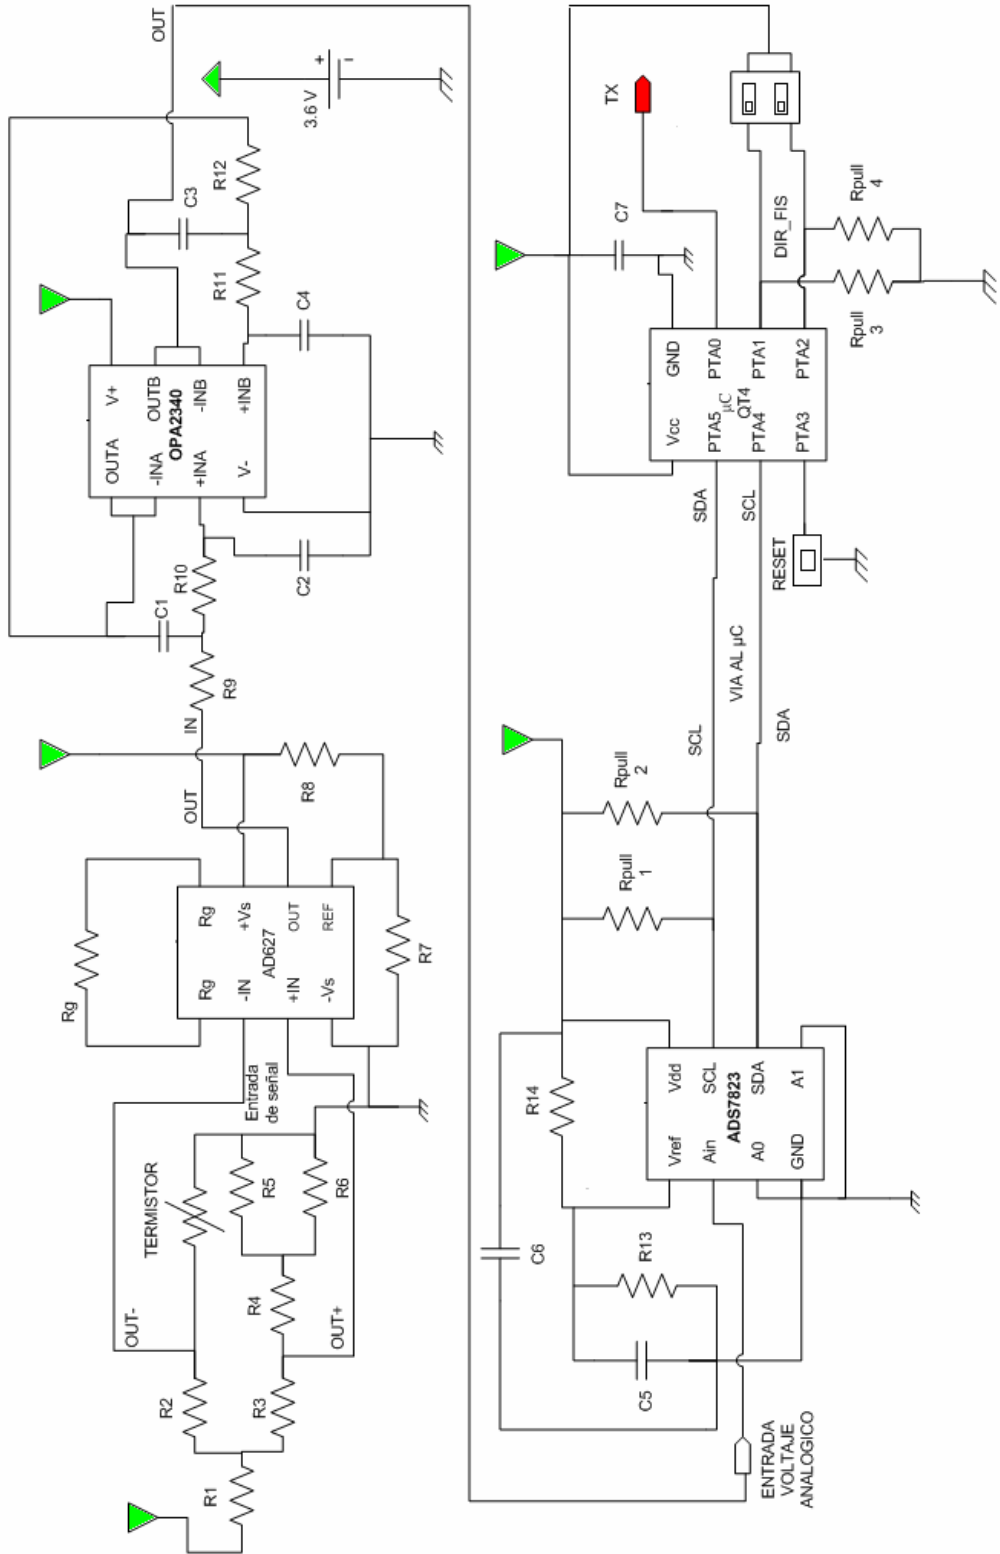 R1
R2
R3
OUT-
OUT+
R4
TERMISTOR
R5
R6
Entrada
de señal
Rg
Rg
Rg
-IN
+Vs
AD627
+IN
OUT
-Vs
REF
R7
R8
OUT
IN
R9
C1
R10
C2
OUTA
V+
-INA
OUTB
OPA2340
+INA
-INB
V-
+INB
C4
R11
C3
R12
OUT
3.6 V
+
-
ENTRADA
VOLTAJE
ANALOGICO
C5
R13
C6
R14
Vref
Vdd
Ain
SCL
ADS7823
A0
SDA
GND
A1
Rpull
1
Rpull
2
SCL
SDA
VIA AL µC
SDA
SCL
RESET
Vcc
GND
PTA5
PTA0
µC
QT4
PTA4
PTA1
PTA3
PTA2
C7
TX
Rpull
3
Rpull
4
DIR_FIS